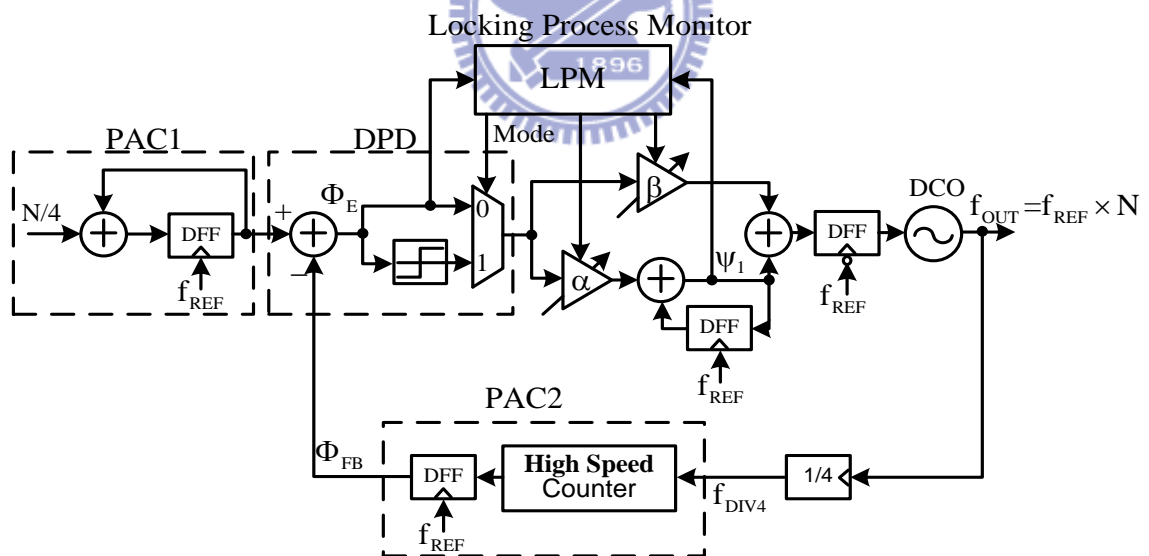 Locking Process Monitor
1896
LPM
PAC1
DPD
Mode
DCO
N/4
DFF
f_REF
+
−
Φ_E
0
1
β
α
ψ_1
DFF
f_REF
DFF
f_REF
f_OUT=f_REF × N
PAC2
Φ_FB
DFF
f_REF
High Speed
Counter
f_DIV4
1/4